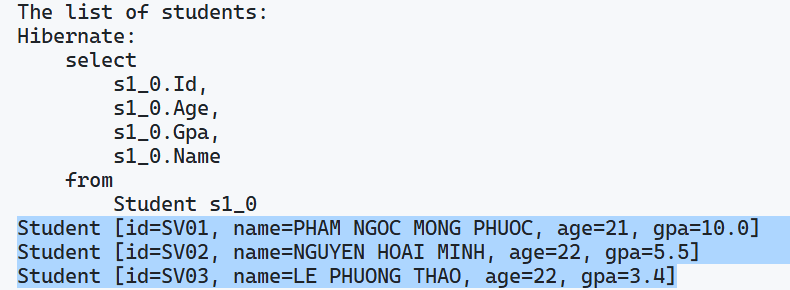 The list of students:
Hibernate:
    select
        s1_0.Id,
        s1_0.Age,
        s1_0.Gpa,
        s1_0.Name
    from
        Student s1_0
Student [id=SV01, name=PHAM NGOC MONG PHUOC, age=21, gpa=10.0]
Student [id=SV02, name=NGUYEN HOAI MINH, age=22, gpa=5.5]
Student [id=SV03, name=LE PHUONG THAO, age=22, gpa=3.4]